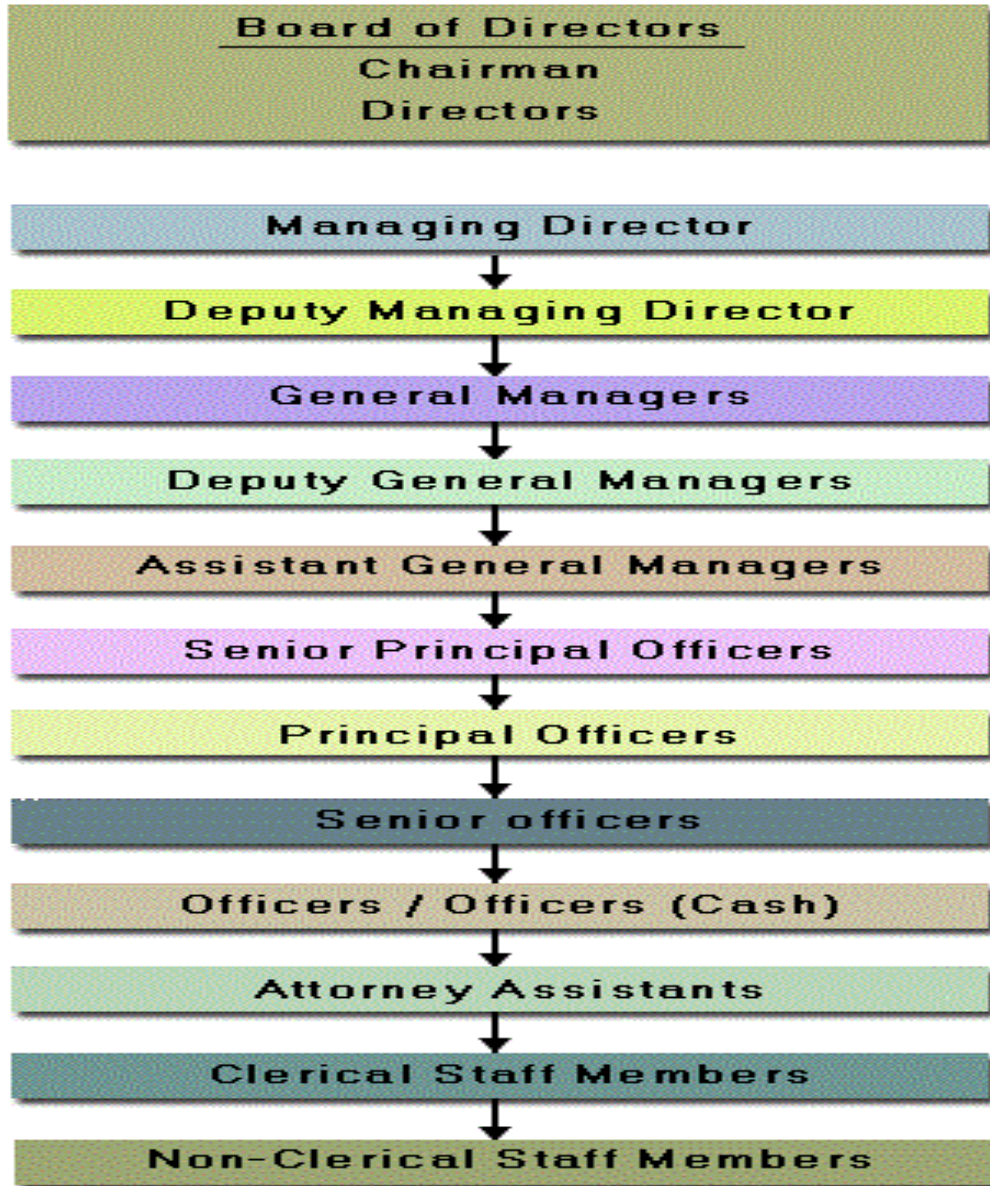 Board of Directors
Chairman
Directors
Managing Director
Deputy Managing Director
General Managers
Deputy General Managers
Assistant General Managers
Senior Principal Officers
Principal Officers
Senior officers
Officers / Officers (Cash)
Attorney Assistants
Clerical Staff Members
Non-Clerical Staff Members